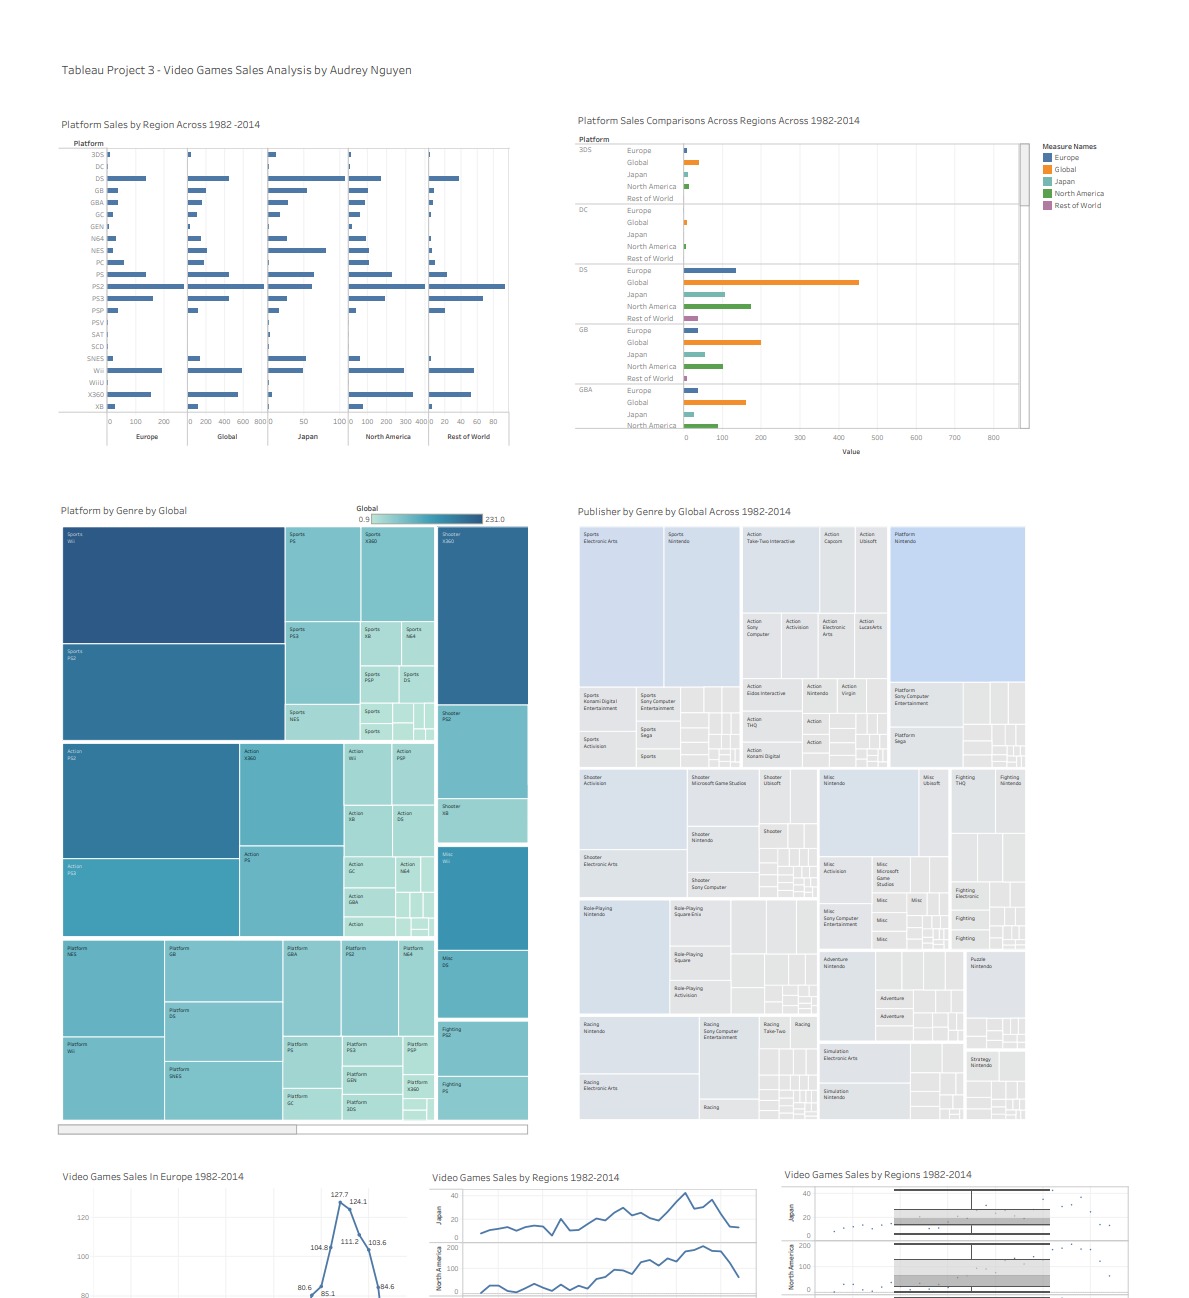 Tableau Project 3 - Video Games Sales Analysis by Audrey Nguyen
Platform Sales by Region Across 1982 -2014
Platform
3DS
DC
DS
GB
GBA
GC
GEN
N64
NES
PC
PS
PS2
PS3
PSP
PSV
SAT
SCD
SNES
Wii
WiiU
X360
XB
0 100 200
0 200 400 600 800
0 50 100
0 100 200 300 400
0 20 40 60 80
Europe
Global
Japan
North America
Rest of World
Platform Sales Comparisons Across Regions Across 1982-2014
Platform
3DS
Europe
Global
Japan
North America
Rest of World
DC
Europe
Global
Japan
North America
Rest of World
DS
Europe
Global
Japan
North America
Rest of World
GB
Europe
Global
Japan
North America
Rest of World
GBA
Europe
Global
Japan
North America
0 100 200 300 400 500 600 700 800
Value
Measure Names
Europe
Global
Japan
North America
Rest of World
Platform by Genre by Global
Global
0.9 231.0
Sports
Wii
Sports
PS2
Sports
PS
Sports
X360
Sports
PS3
Sports
XB
Sports
N64
Sports
PSP
Sports
DS
Sports
NES
Sports
Sports
Shooter
X360
Shooter
PS2
Shooter
XB
Action
PS2
Action
PS3
Action
X360
Action
PS
Action
Wii
Action
PSP
Action
XB
Action
DS
Action
GC
Action
N64
Action
GBA
Action
Misc
Wii
Misc
DS
Platform
NES
Platform
Wii
Platform
GB
Platform
DS
Platform
SNES
Platform
GBA
Platform
PS2
Platform
N64
Platform
PS
Platform
GC
Platform
PS3
Platform
GEN
Platform
3DS
Platform
PSP
Platform
X360
Fighting
PS2
Fighting
PS
Publisher by Genre by Global Across 1982-2014
Sports
Electronic Arts
Sports
Nintendo
Sports
Konami Digital
Entertainment
Sports
Activision
Sports
Sony Computer
Entertainment
Sports
Sega
Sports
Action
Take-Two Interactive
Action
Capcom
Action
Ubisoft
Action
Sony
Computer
Action
Activision
Action
Electronic
Arts
Action
LucasArts
Action
Eidos Interactive
Action
Nintendo
Action
Virgin
Action
THQ
Action
Action
Action
Konami Digital
Platform
Nintendo
Platform
Sony Computer
Entertainment
Platform
Sega
Shooter
Activision
Shooter
Electronic Arts
Shooter
Microsoft Game Studios
Shooter
Nintendo
Shooter
Sony Computer
Shooter
Ubisoft
Shooter
Misc
Nintendo
Misc
Ubisoft
Misc
Activision
Misc
Microsoft
Game
Studios
Misc
Sony Computer
Entertainment
Misc
Misc
Misc
Misc
Fighting
THQ
Fighting
Nintendo
Fighting
Electronic
Fighting
Fighting
Role-Playing
Nintendo
Role-Playing
Square Enix
Role-Playing
Square
Role-Playing
Activision
Adventure
Nintendo
Adventure
Adventure
Puzzle
Nintendo
Racing
Nintendo
Racing
Electronic Arts
Racing
Sony Computer
Entertainment
Racing
Racing
Take-Two
Racing
Simulation
Electronic Arts
Simulation
Nintendo
Strategy
Nintendo
Video Games Sales In Europe 1982-2014
120
100
80
127.7
124.1
104.8
111.2
103.6
80.6
85.1
84.6
Video Games Sales by Regions 1982-2014
Japan
40
20
0
North America
200
100
0
Video Games Sales by Regions 1982-2014
Japan
40
20
0
North America
200
100
0